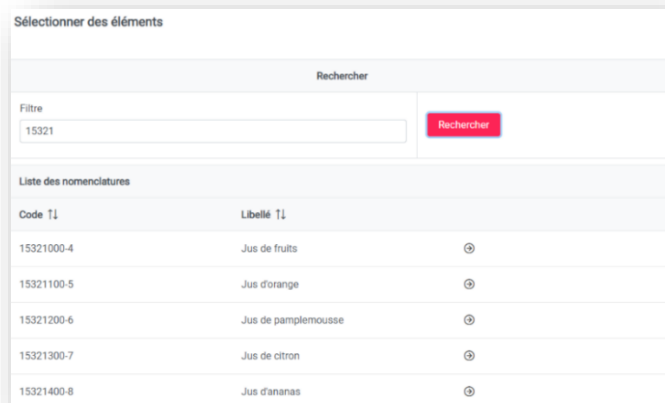 Sélectionner des éléments
Rechercher
Filtre
15321
Rechercher
Liste des nomenclatures
Code Libellé
15321000-4 Jus de fruits
15321100-5 Jus d'orange
15321200-6 Jus de pamplemousse
15321300-7 Jus de citron
15321400-8 Jus d'ananas